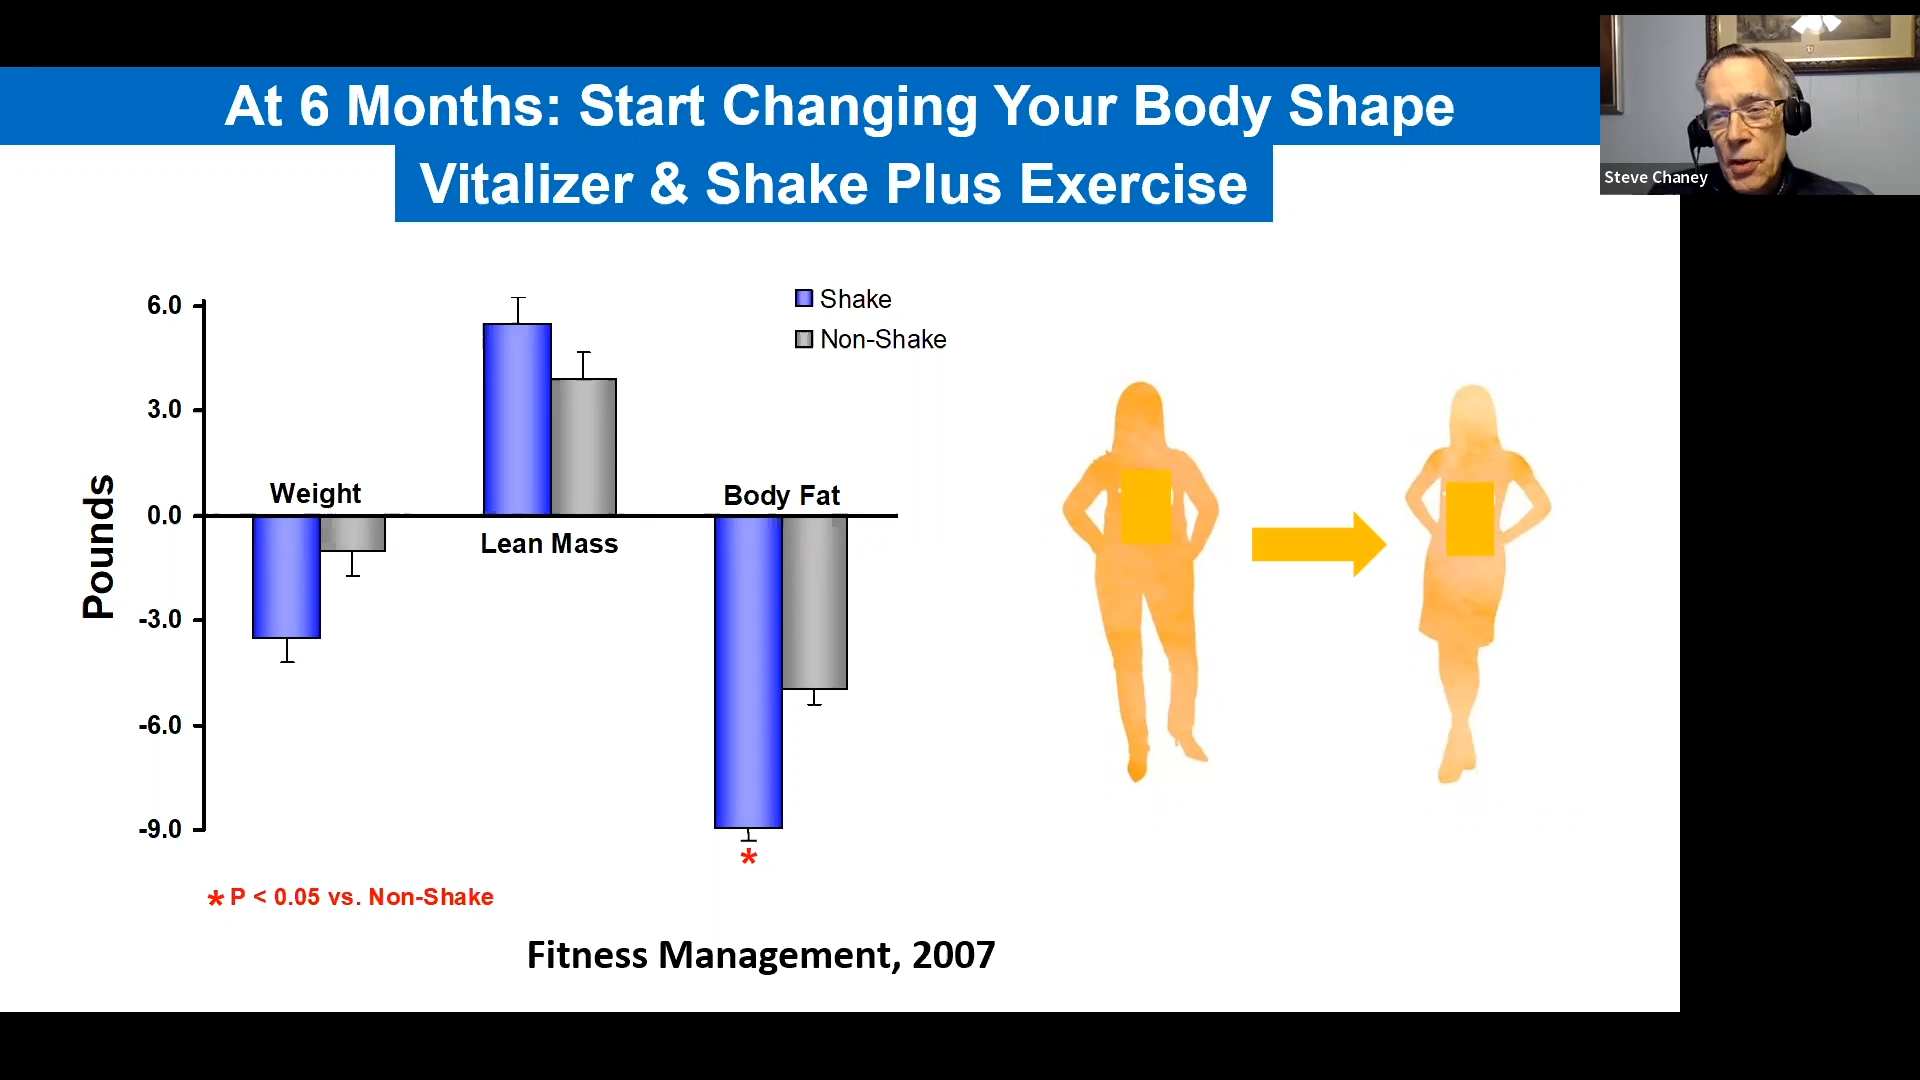 At 6 Months: Start Changing Your Body Shape
Vitalizer & Shake Plus Exercise
Steve Chaney
Shake
Non-Shake
6.0
3.0
0.0
-3.0
-6.0
-9.0
Pounds
Weight
Lean Mass
Body Fat
*
* P < 0.05 vs. Non-Shake
Fitness Management, 2007